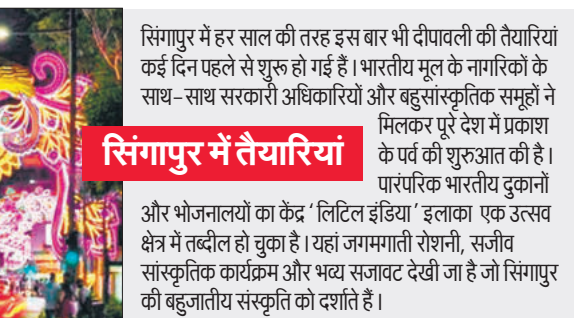 सिंगापुर में हर साल की तरह इस बार भी दीपावली की तैयारियां
कई दिन पहले से शुरू हो गई हैं। भारतीय मूल के नागरिकों के
साथ-साथ सरकारी अधिकारियों और बहुसांस्कृतिक समूहों ने
मिलकर पूरे देश में प्रकाश
सिंगापुर में तैयारियां
के पर्व की शुरुआत की है।
पारंपरिक भारतीय दुकानों
और भोजनालयों का केंद्र ‘लिटिल इंडिया’ इलाका एक उत्सव
क्षेत्र में तब्दील हो चुका है। यहां जगमगाती रोशनी, सजीव
सांस्कृतिक कार्यक्रम और भव्य सजावट देखी जा है जो सिंगापुर
की बहुजातीय संस्कृति को दर्शाते हैं।